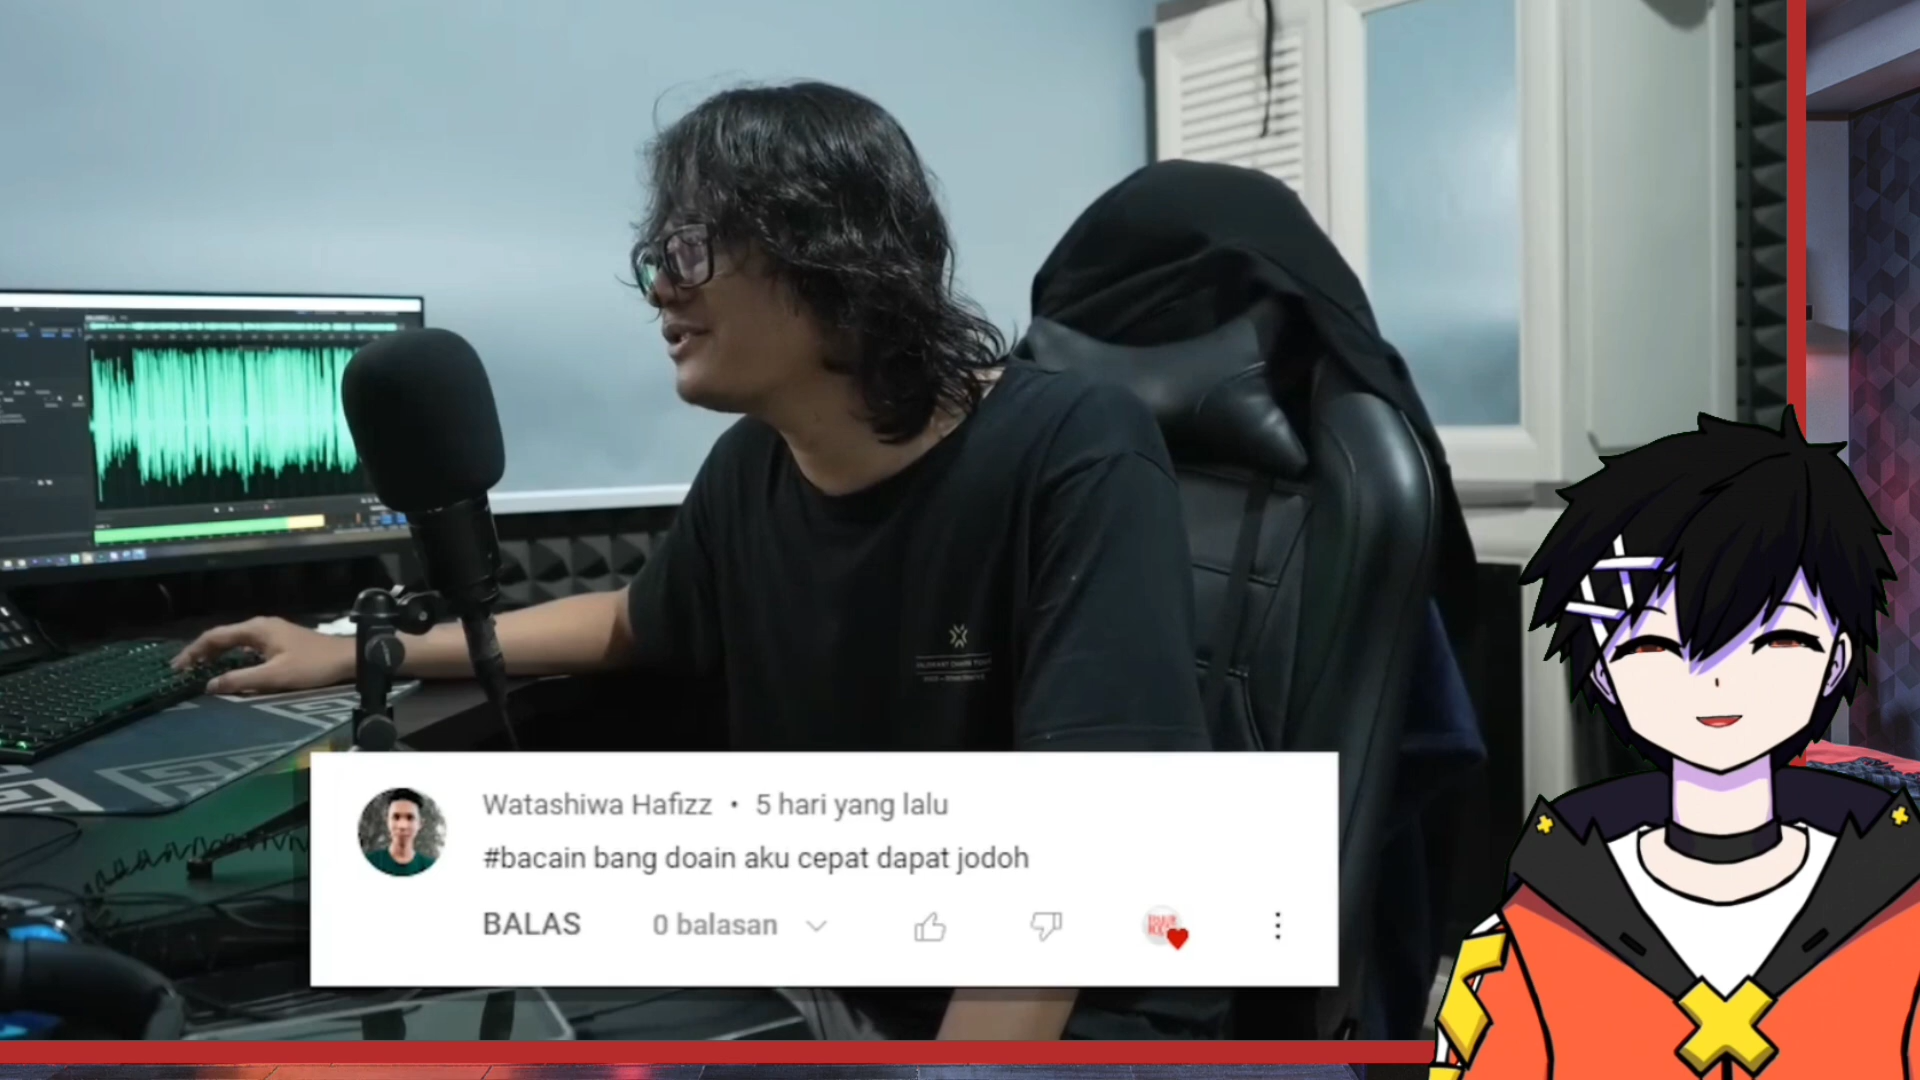 Watashiwa Hafizz • 5 hari yang lalu
#bacain bang doain aku cepat dapat jodoh
BALAS 0 balasan